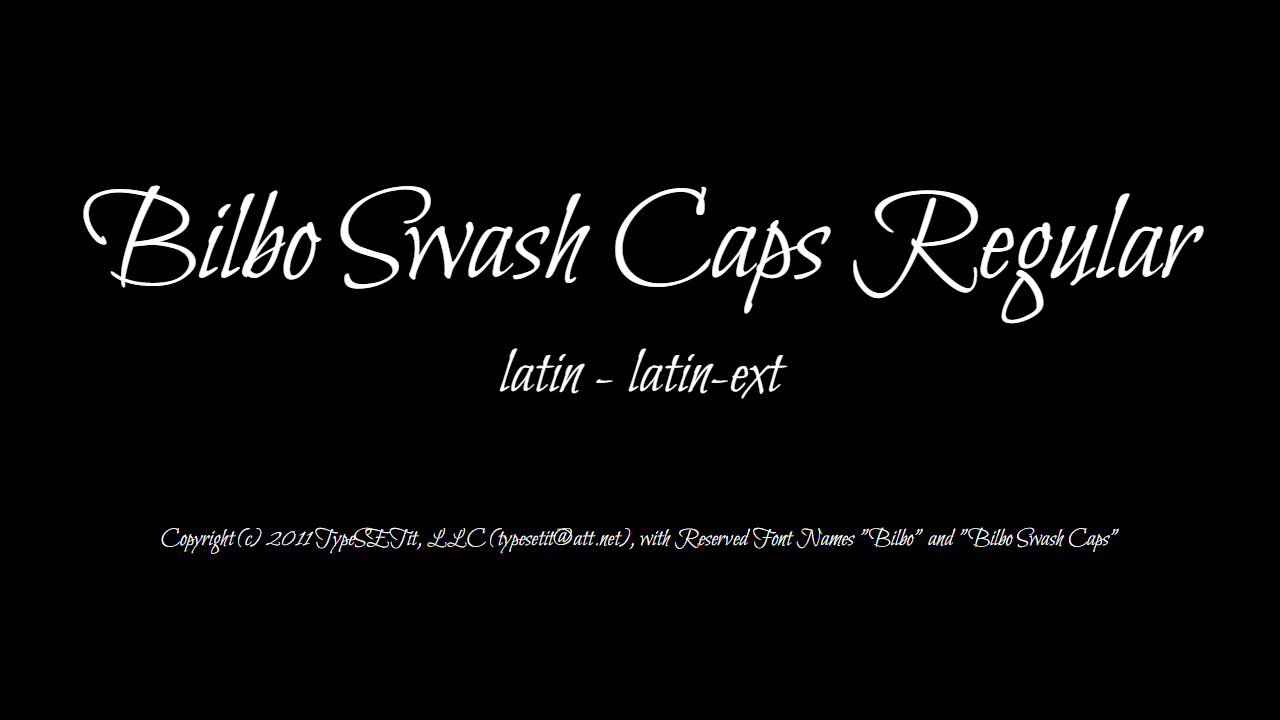 Bilbo Swash Caps Regular
latin - latin-ext
Copyright (c) 2011 TypeSETit, LLC (typesetit@att.net), with Reserved Font Names "Bilbo" and "Bilbo Swash Caps"